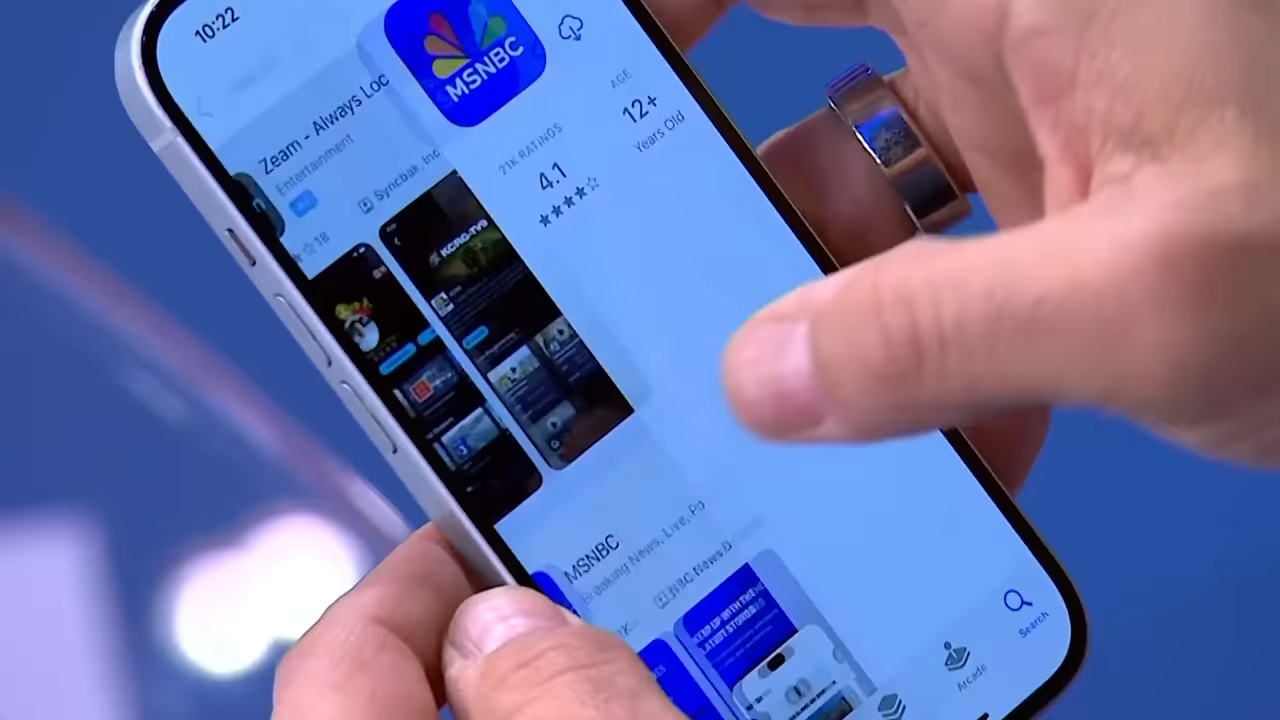 10:22
MSNBC
Zeam - Always Loc
Entertainment
Syncbak, Inc
18
21K RATINGS
4.1
AGE
12+
Years Old
KCRG-TV9
MSNBC
Breaking News, Live, Po
NBC News D
KEEP UP WITH THE
LATEST STORIES
Arcade
Search